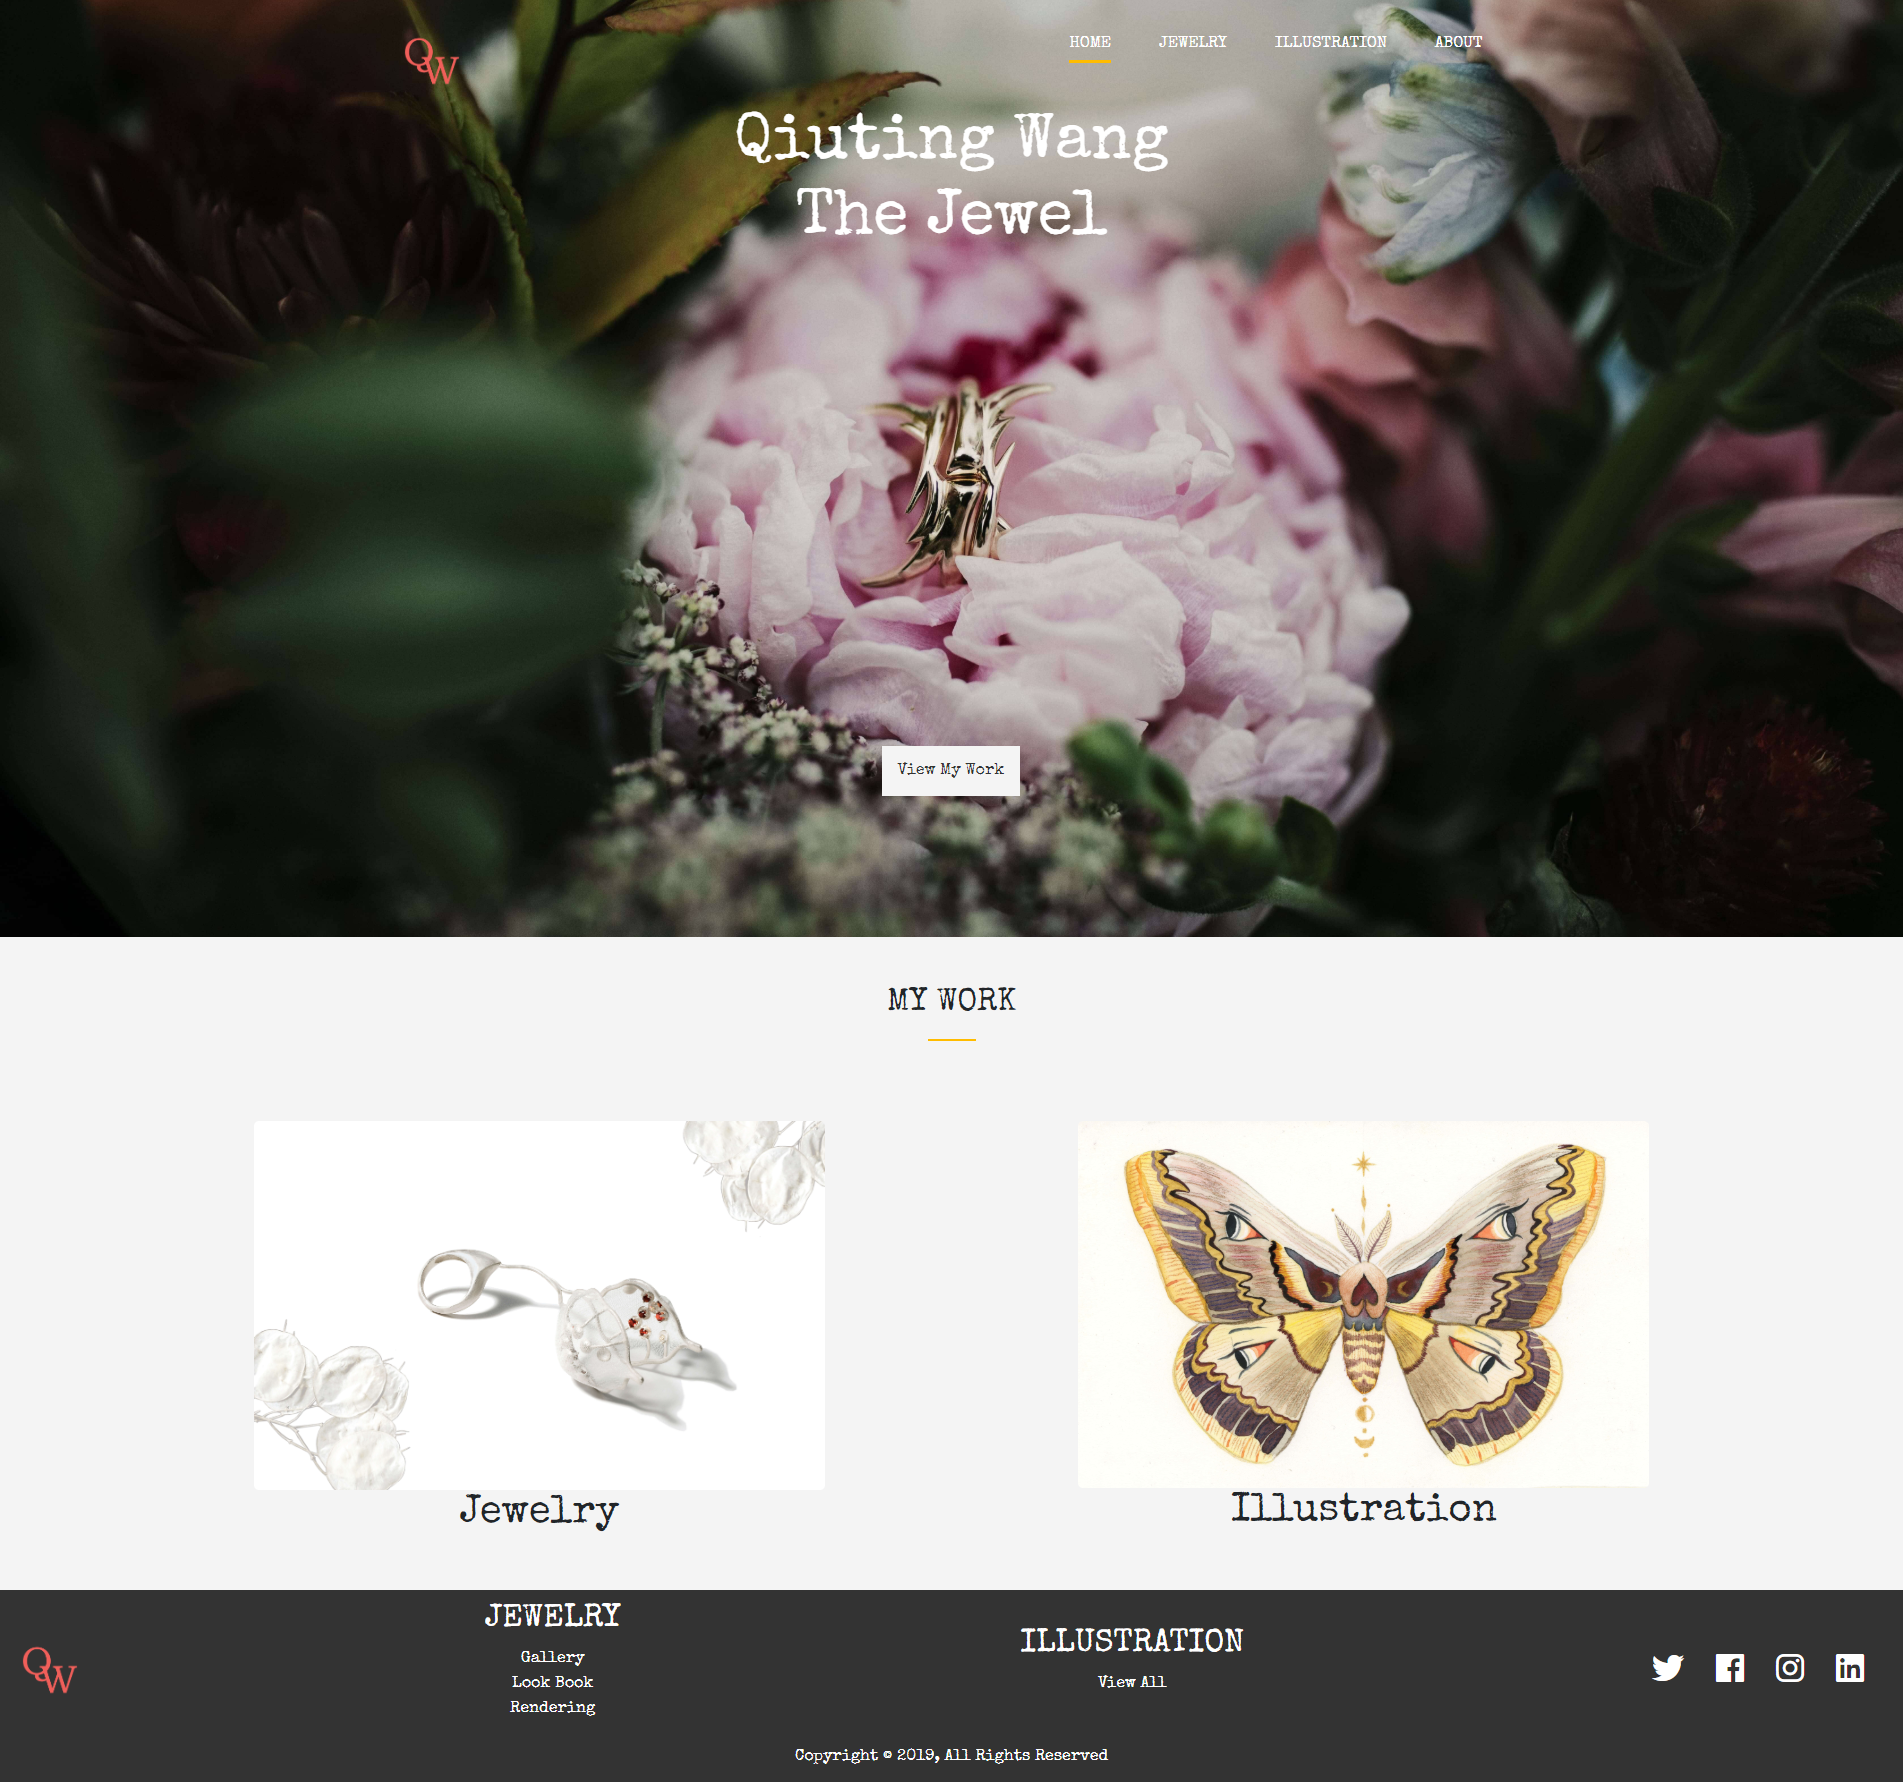 QW
HOME JEWELRY ILLUSTRATION ABOUT
Qiuting Wang
The Jewel
View My Work
MY WORK
Jewelry
Illustration
QW
JEWELRY
Gallery
Look Book
Rendering
ILLUSTRATION
View All
Copyright © 2019, All Rights Reserved